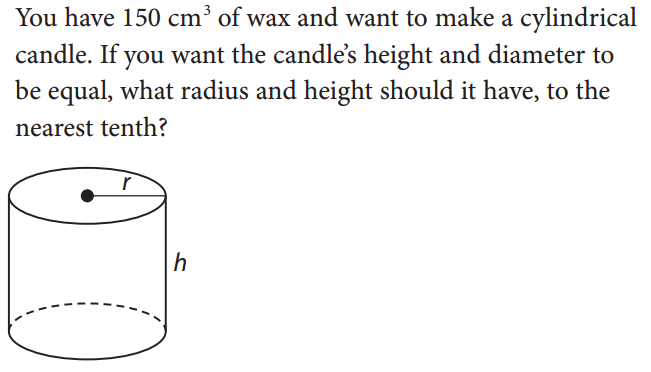 You have 150 cm³ of wax and want to make a cylindrical
candle. If you want the candle’s height and diameter to
be equal, what radius and height should it have, to the
nearest tenth?
r
h